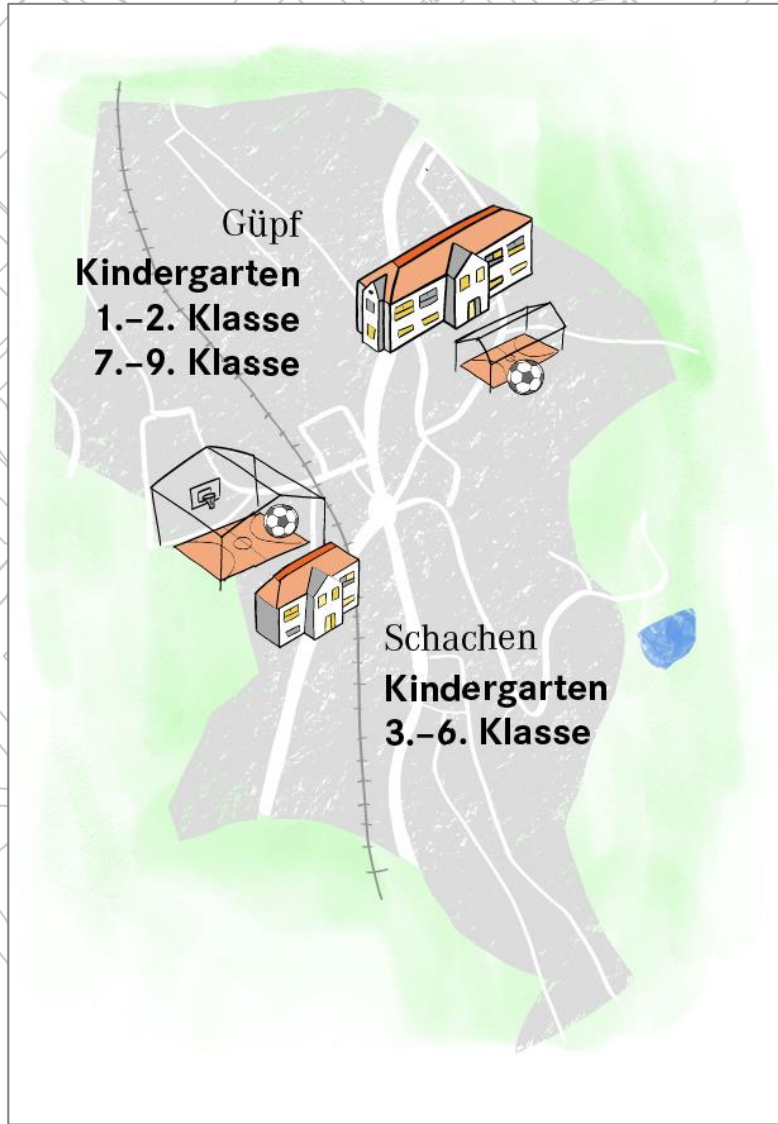 Güpf
Kindergarten
1.–2. Klasse
7.–9. Klasse
Schachen
Kindergarten
3.–6. Klasse